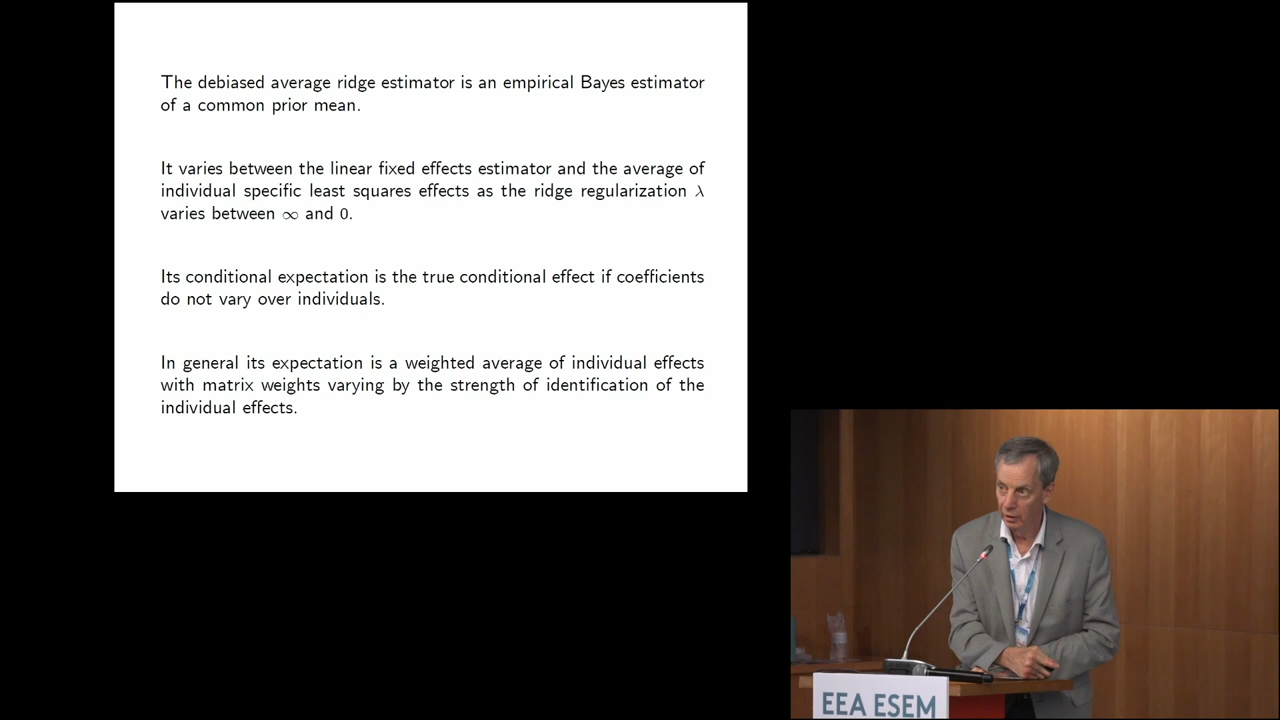 The debiased average ridge estimator is an empirical Bayes estimator
of a common prior mean.
It varies between the linear fixed effects estimator and the average of
individual specific least squares effects as the ridge regularization λ
varies between ∞ and 0.
Its conditional expectation is the true conditional effect if coefficients
do not vary over individuals.
In general its expectation is a weighted average of individual effects
with matrix weights varying by the strength of identification of the
individual effects.
EEA ESEM